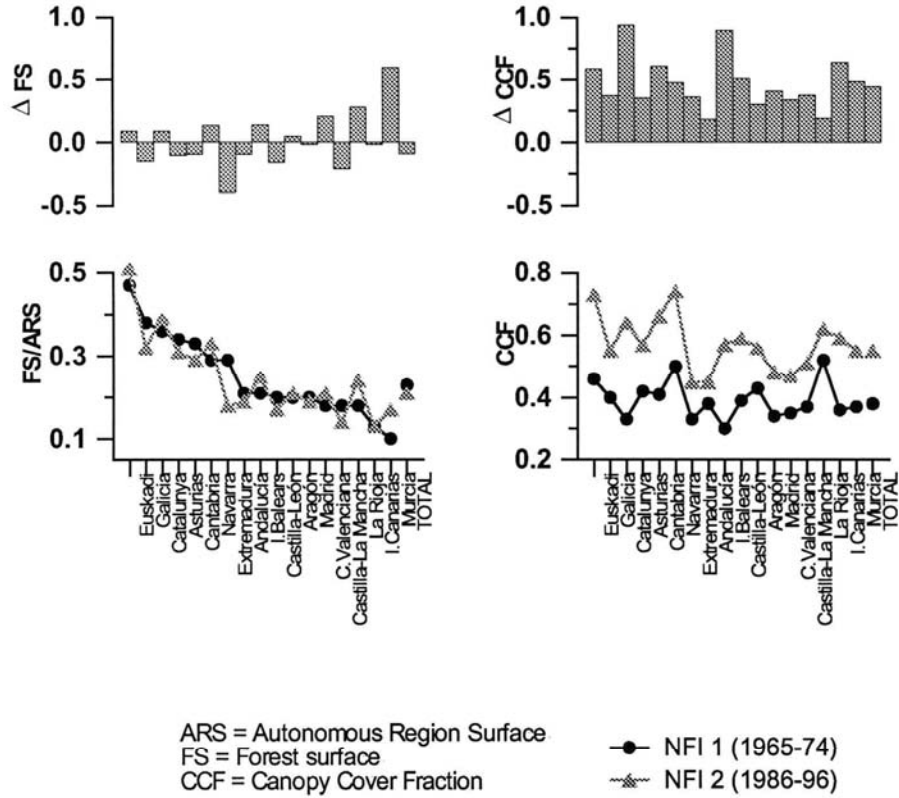 1.0
0.5
0.0
-0.5
Δ FS
1.0
0.5
0.0
-0.5
Δ CCF
0.5
0.3
0.1
FS/ARS
Euskadi
Galicia
Catalunya
Asturias
Cantabria
Navarra
Extremadura
Andalucía
I.Balears
Castilla-León
Aragón
Madrid
C.Valenciana
Castilla-La Mancha
La Rioja
I.Canarias
Murcia
TOTAL
0.8
0.6
0.4
0.2
CCF
Euskadi
Galicia
Catalunya
Asturias
Cantabria
Navarra
Extremadura
Andalucía
I.Balears
Castilla-León
Aragón
Madrid
C.Valenciana
Castilla-La Mancha
La Rioja
I.Canarias
Murcia
TOTAL
ARS = Autonomous Region Surface
FS = Forest surface
CCF = Canopy Cover Fraction
NFI 1 (1965-74)
NFI 2 (1986-96)